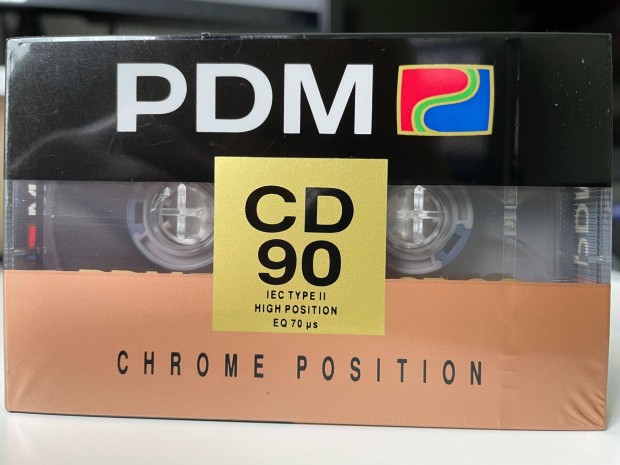 PDM
CD
90
IEC TYPE II
HIGH POSITION
EQ 70 µs
CHROME POSITION